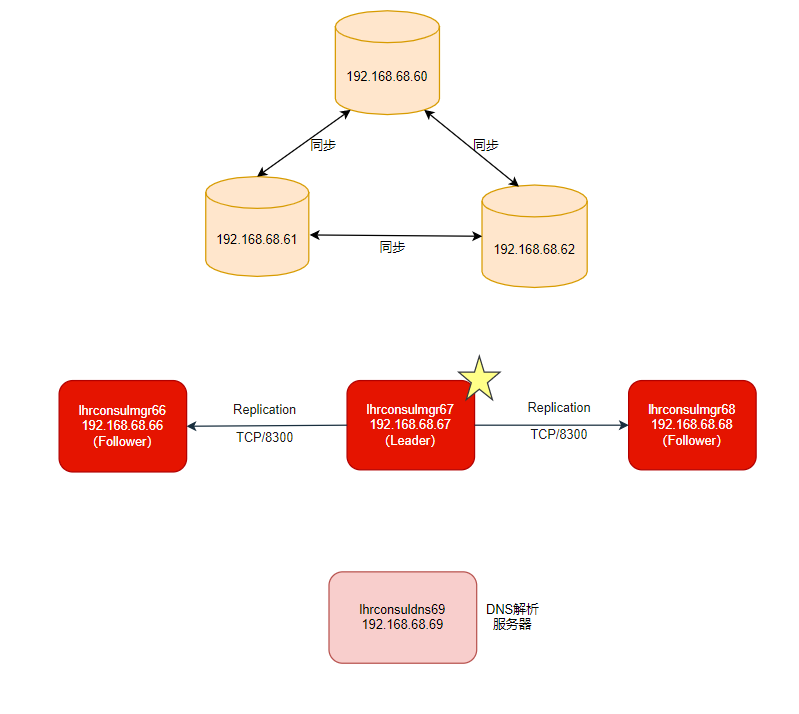 192.168.68.60
同步
同步
192.168.68.61
192.168.68.62
同步
lhrconsulmgr66
192.168.68.66
(Follower）
Replication
TCP/8300
lhrconsulmgr67
192.168.68.67
（Leader）
Replication
TCP/8300
lhrconsulmgr68
192.168.68.68
（Follower）
lhrconsuldns69
192.168.68.69
DNS解析
服务器